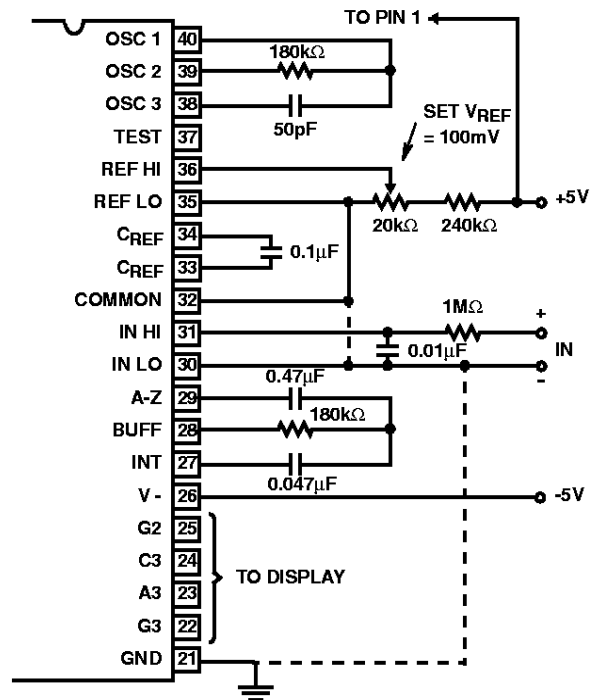 TO PIN 1
OSC 1 40
180kΩ
OSC 2 39
OSC 3 38
50pF
SET VREF
= 100mV
TEST 37
REF HI 36
REF LO 35
+5V
20kΩ
240kΩ
CREF 34
0.1µF
CREF 33
COMMON 32
1MΩ
IN HI 31
+
0.01µF
IN
IN LO 30
-
0.47µF
A-Z 29
180kΩ
BUFF 28
INT 27
0.047µF
V - 26
-5V
G2 25
C3 24
TO DISPLAY
A3 23
G3 22
GND 21